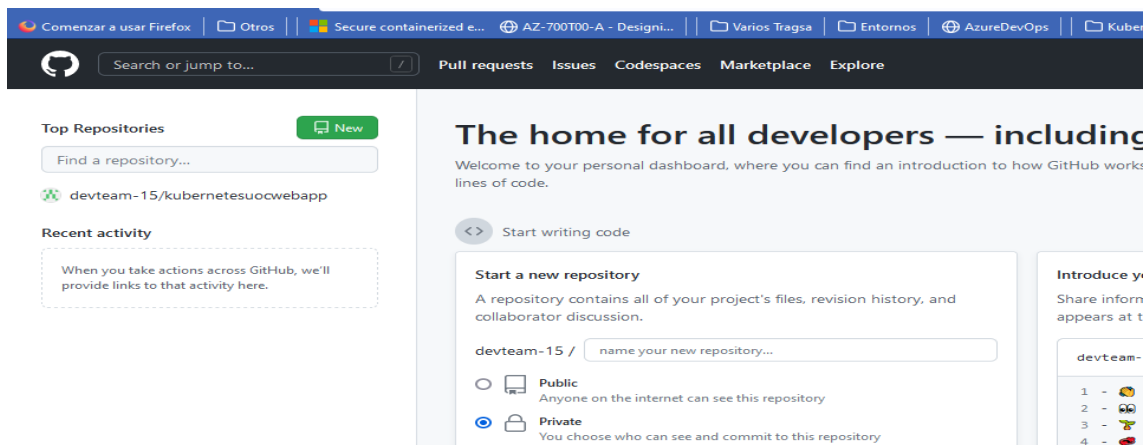 Comenzar a usar Firefox Otros Secure containerized e... AZ-700T00-A - Designi... Varios Tragsa Entornos AzureDevOps Kuber
Search or jump to... / Pull requests Issues Codespaces Marketplace Explore
Top Repositories New
Find a repository...
devteam-15/kubernetesuocwebapp
Recent activity
When you take actions across GitHub, we'll
provide links to that activity here.
The home for all developers — including
Welcome to your personal dashboard, where you can find an introduction to how GitHub works
lines of code.
<> Start writing code
Start a new repository
A repository contains all of your project's files, revision history, and
collaborator discussion.
devteam-15 / name your new repository...
Public
Anyone on the internet can see this repository
Private
You choose who can see and commit to this repository
Introduce y
Share inform
appears at t
devteam-
1 -
2 -
3 -
4 -